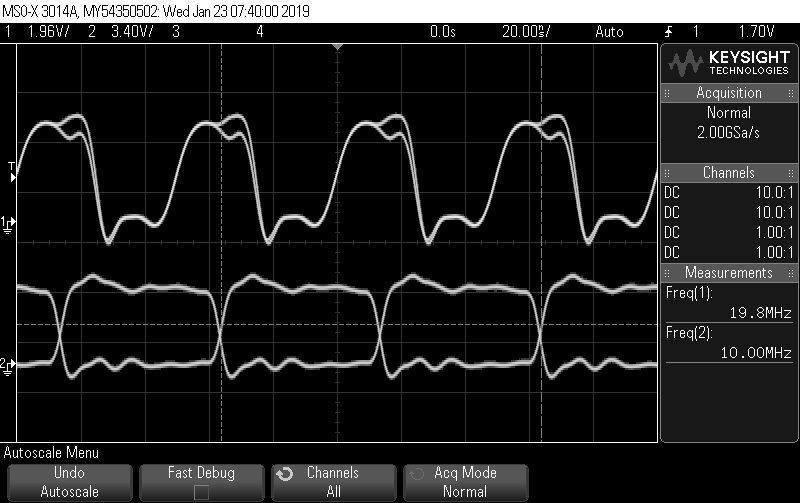 MSO-X 3014A, MY54350502: Wed Jan 23 07:40:00 2019
1 1.96V/ 2 3.40V/ 3 4 0.0s 20.00ns/ Auto 1 1.70V
KEYSIGHT
TECHNOLOGIES
Acquisition
Normal
2.00GSa/s
Channels
DC 10.0:1
DC 10.0:1
DC 1.00:1
DC 1.00:1
Measurements
Freq(1):
19.8MHz
Freq(2):
10.00MHz
T
1
2
Autoscale Menu
Undo
Autoscale
Fast Debug
Channels
All
Acq Mode
Normal